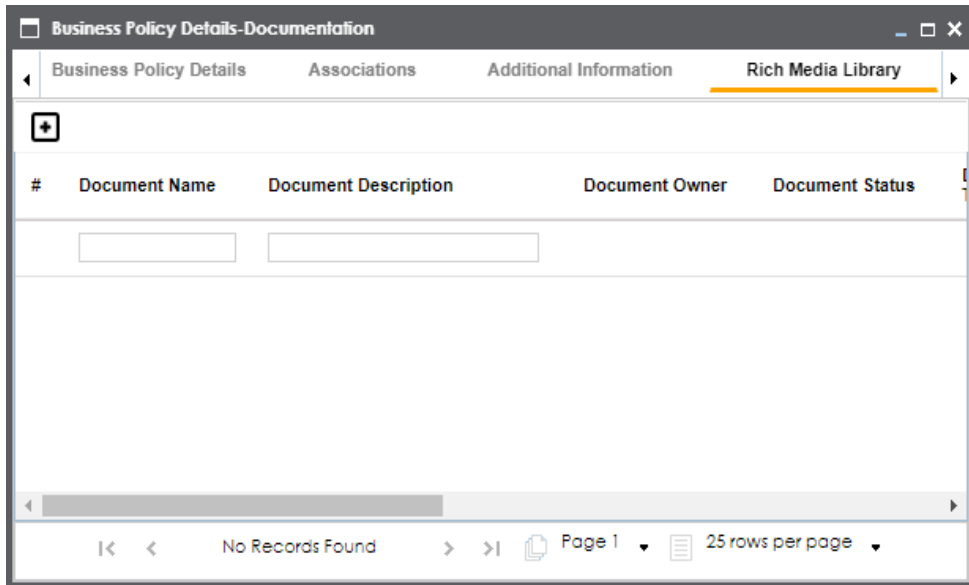 Business Policy Details-Documentation
Business Policy Details Associations Additional Information Rich Media Library
# Document Name Document Description Document Owner Document Status
No Records Found Page 1 25 rows per page